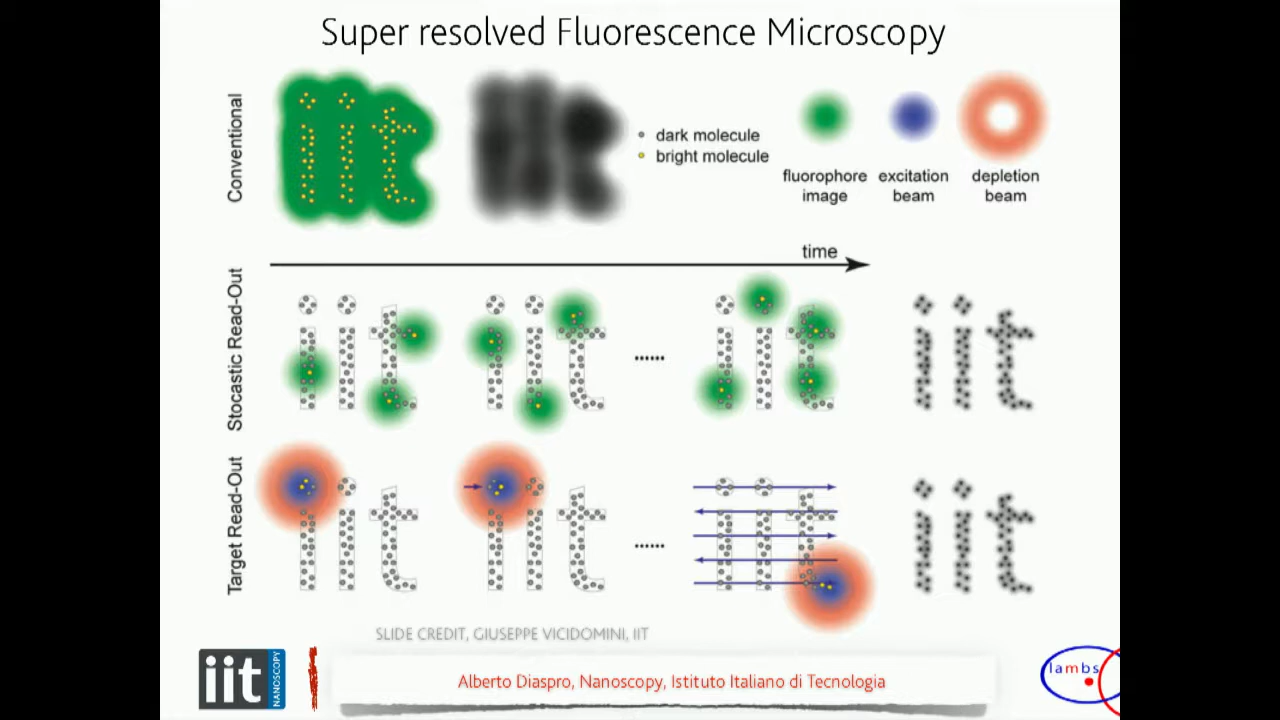 Super resolved Fluorescence Microscopy
Conventional
dark molecule
bright molecule
fluorophore image
excitation beam
depletion beam
time
Stocastic Read-Out
......
......
Target Read-Out
......
SLIDE CREDIT, GIUSEPPE VICIDOMINI, IIT
iit NANOSCOPY
Alberto Diaspro, Nanoscopy, Istituto Italiano di Tecnologia
lambs